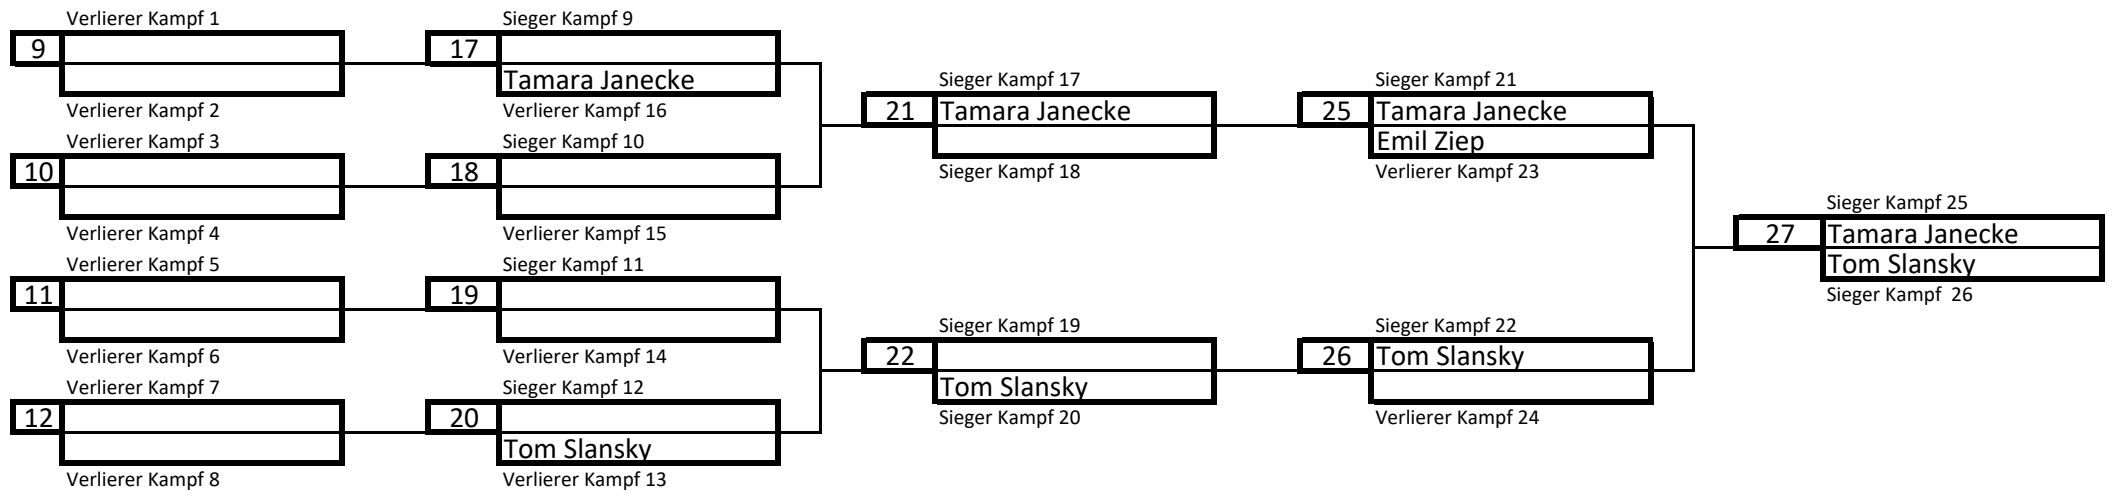 Verlierer Kampf 1
9
Verlierer Kampf 2
Verlierer Kampf 3
10
Verlierer Kampf 4
Verlierer Kampf 5
11
Verlierer Kampf 6
Verlierer Kampf 7
12
Verlierer Kampf 8
Sieger Kampf 9
17
Tamara Janecke
Verlierer Kampf 16
Sieger Kampf 10
18
Verlierer Kampf 15
Sieger Kampf 11
19
Verlierer Kampf 14
Sieger Kampf 12
20
Tom Slansky
Verlierer Kampf 13
Sieger Kampf 17
21 Tamara Janecke
Sieger Kampf 18
Sieger Kampf 19
22
Tom Slansky
Sieger Kampf 20
Sieger Kampf 21
25 Tamara Janecke
Emil Ziep
Verlierer Kampf 23
Sieger Kampf 22
26 Tom Slansky
Verlierer Kampf 24
Sieger Kampf 25
27 Tamara Janecke
Tom Slansky
Sieger Kampf 26